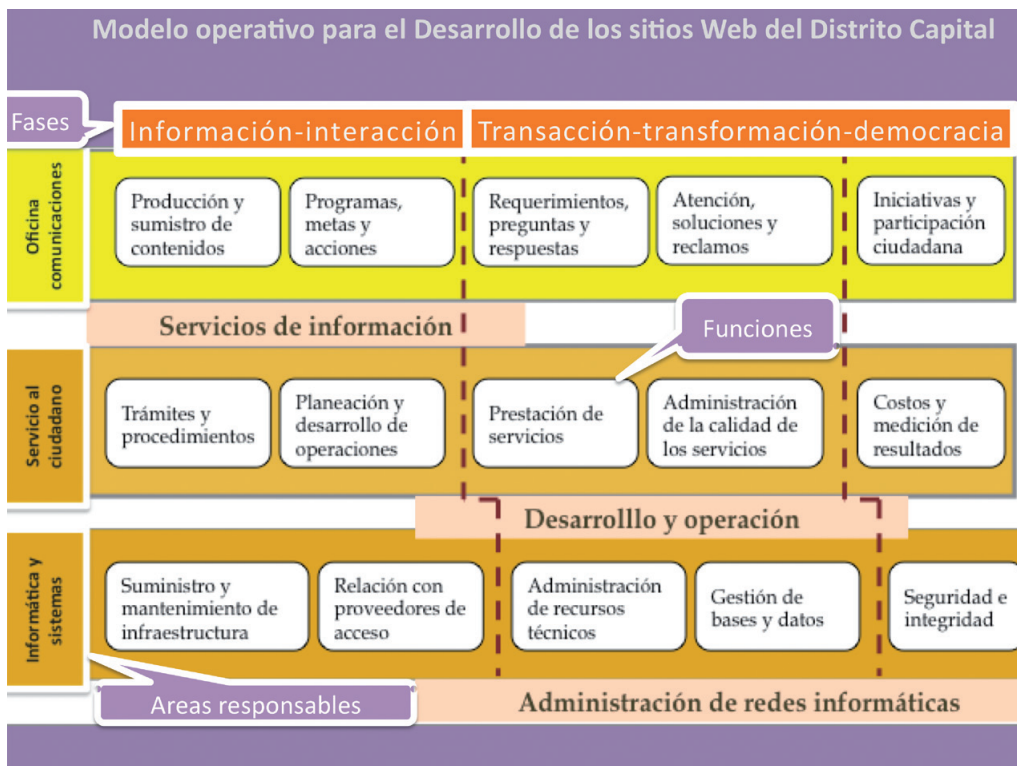 Modelo operativo para el Desarrollo de los sitios Web del Distrito Capital
Fases
Información-interacción
Transacción-transformación-democracia
Oficina
comunicaciones
Producción y
sumistro de
contenidos
Programas,
metas y
acciones
Requerimientos,
preguntas y
respuestas
Atención,
soluciones y
reclamos
Iniciativas y
participación
ciudadana
Servicios de información
Funciones
Servicio al
ciudadano
Trámites y
procedimientos
Planeación y
desarrollo de
operaciones
Prestación de
servicios
Administración
de la calidad de
los servicios
Costos y
medición de
resultados
Desarrolllo y operación
Informática y
sistemas
Suministro y
mantenimiento de
infraestructura
Relación con
proveedores de
acceso
Administración
de recursos
técnicos
Gestión de
bases y datos
Seguridad e
integridad
Areas responsables
Administración de redes informáticas